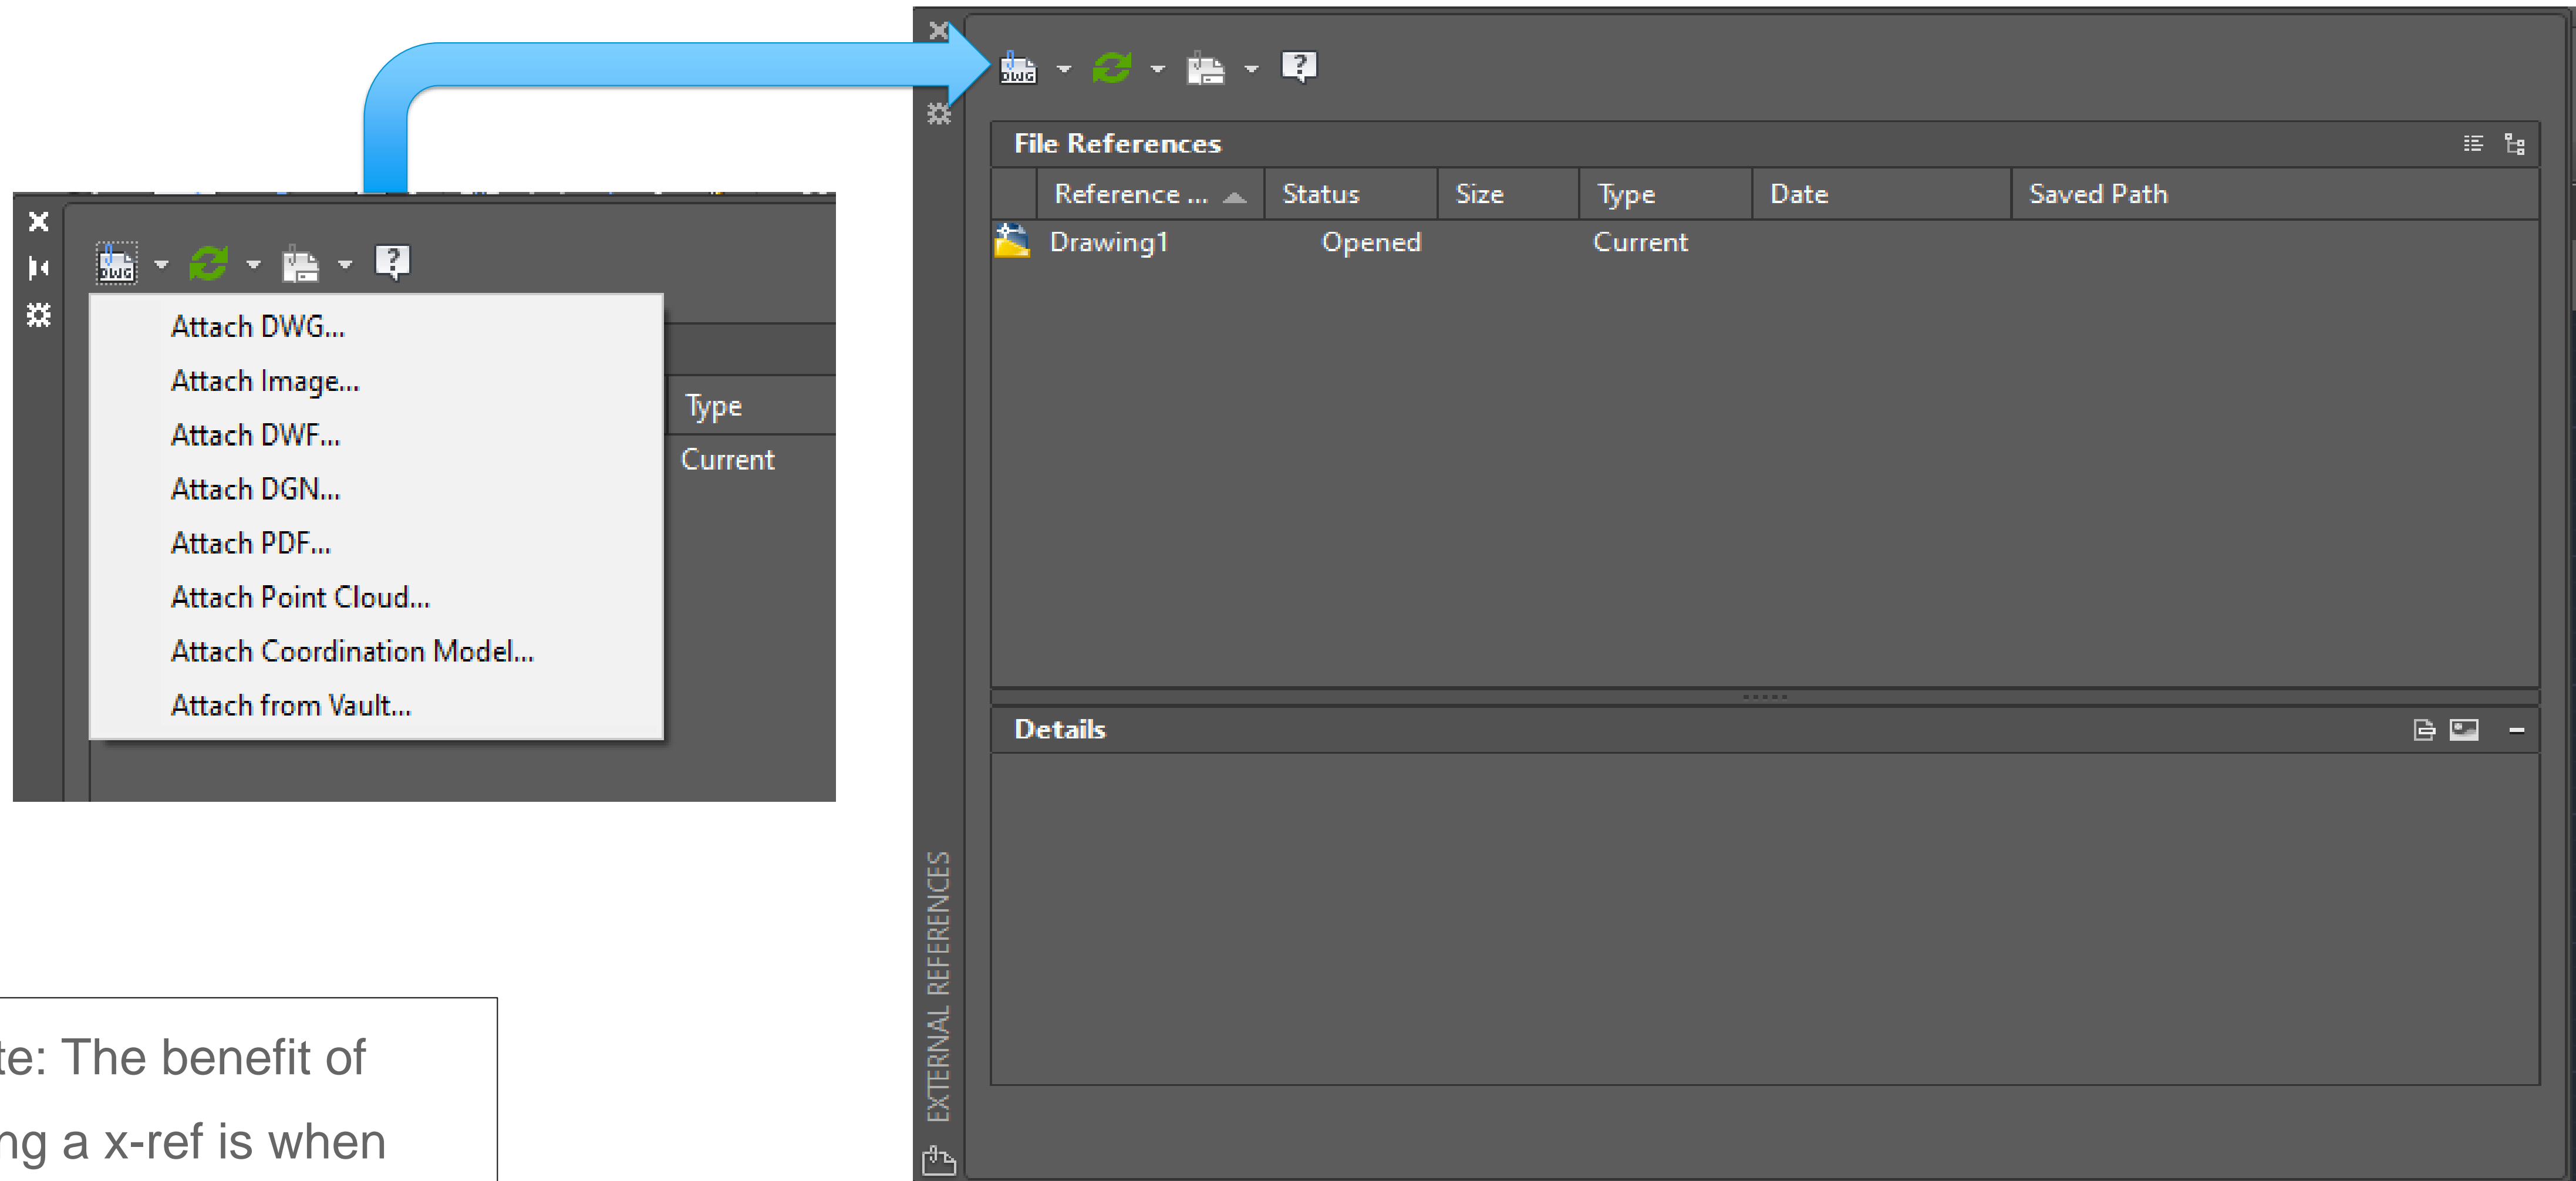 DWG
?
Attach DWG...
Attach Image...
Attach DWF...
Attach DGN...
Attach PDF...
Attach Point Cloud...
Attach Coordination Model...
Attach from Vault...
Type
Current
te: The benefit of
ng a x-ref is when
DWG
?
File References
Reference ... Status Size Type Date Saved Path
Drawing1 Opened Current
Details
EXTERNAL REFERENCES